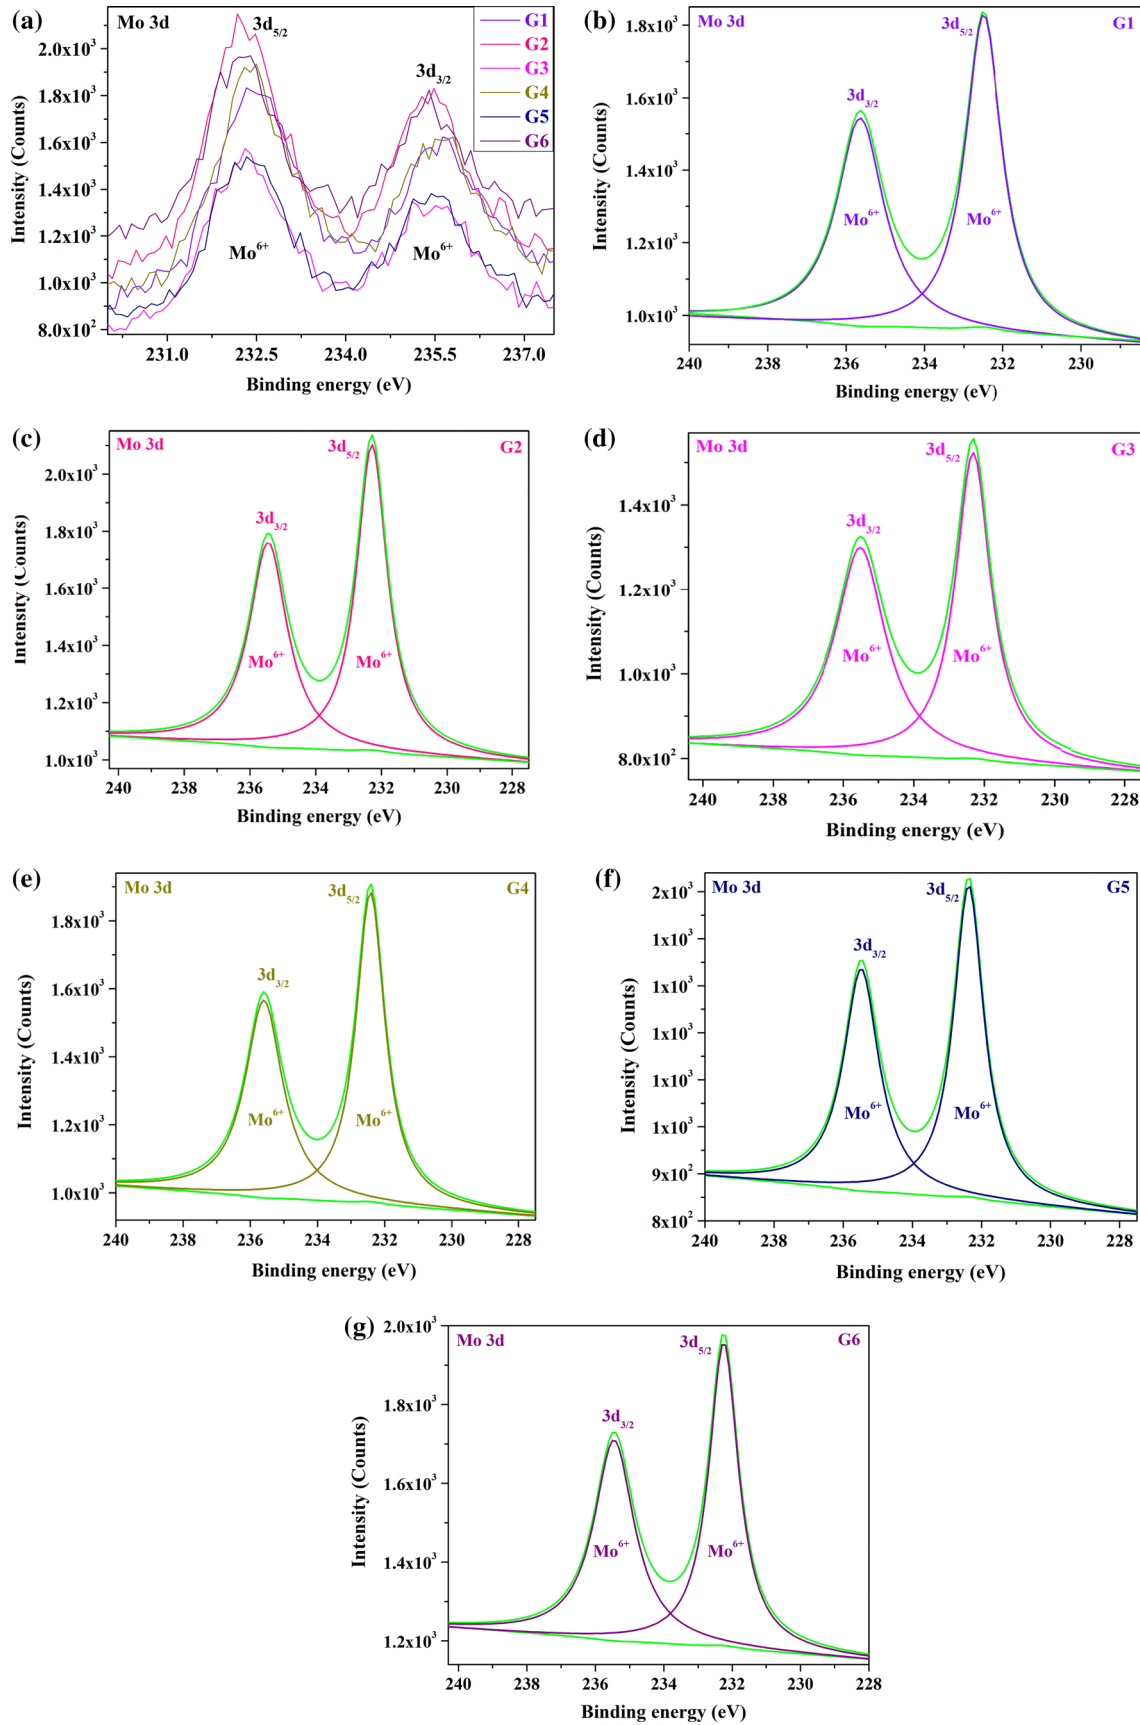 (a)
Mo 3d
3d5/2
3d3/2
G1
G2
G3
G4
G5
G6
Mo6+
Mo6+
2.0x10³
1.8x10³
1.6x10³
1.4x10³
1.2x10³
1.0x10³
8.0x10²
Intensity (Counts)
231.0 232.5 234.0 235.5 237.0
Binding energy (eV)
(b)
Mo 3d
3d5/2
G1
3d3/2
Mo6+
Mo6+
1.8x10³
1.6x10³
1.4x10³
1.2x10³
1.0x10³
Intensity (Counts)
240 238 236 234 232 230
Binding energy (eV)
(c)
Mo 3d
3d5/2
G2
3d3/2
Mo6+
Mo6+
2.0x10³
1.8x10³
1.6x10³
1.4x10³
1.2x10³
1.0x10³
Intensity (Counts)
240 238 236 234 232 230 228
Binding energy (eV)
(d)
Mo 3d
3d5/2
G3
3d3/2
Mo6+
Mo6+
1.4x10³
1.2x10³
1.0x10³
8.0x10²
Intensity (Counts)
240 238 236 234 232 230 228
Binding energy (eV)
(e)
Mo 3d
3d5/2
G4
3d3/2
Mo6+
Mo6+
1.8x10³
1.6x10³
1.4x10³
1.2x10³
1.0x10³
Intensity (Counts)
240 238 236 234 232 230 228
Binding energy (eV)
(f)
Mo 3d
3d5/2
G5
3d3/2
Mo6+
Mo6+
2x10³
1x10³
1x10³
1x10³
1x10³
1x10³
9x10²
8x10²
Intensity (Counts)
240 238 236 234 232 230 228
Binding energy (eV)
(g)
Mo 3d
3d5/2
G6
3d3/2
Mo6+
Mo6+
2.0x10³
1.8x10³
1.6x10³
1.4x10³
1.2x10³
Intensity (Counts)
240 238 236 234 232 230 228
Binding energy (eV)